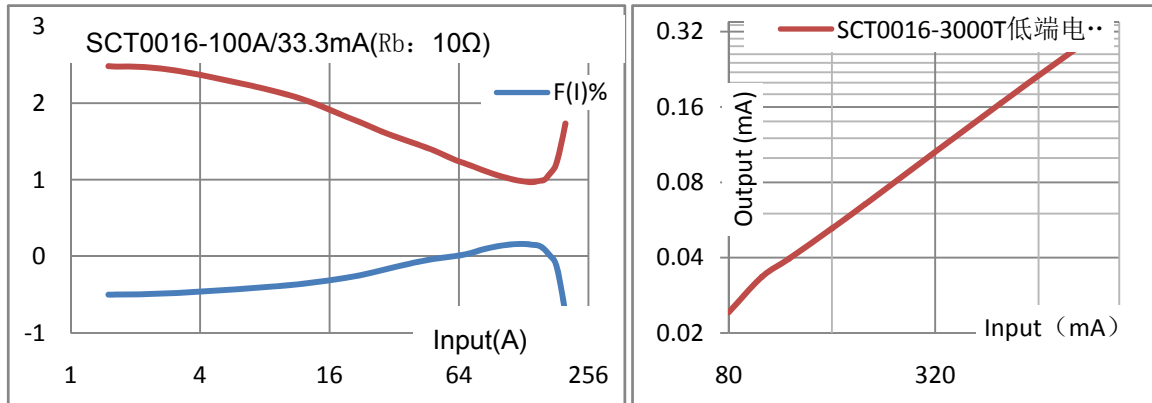 SCT0016-100A/33.3mA(Rb：10Ω)
3
2
1
0
-1
F(I)%
Input(A)
1 4 16 64 256
SCT0016-3000T低端电··
0.32
0.16
0.08
0.04
0.02
Output (mA)
Input（mA）
80 320